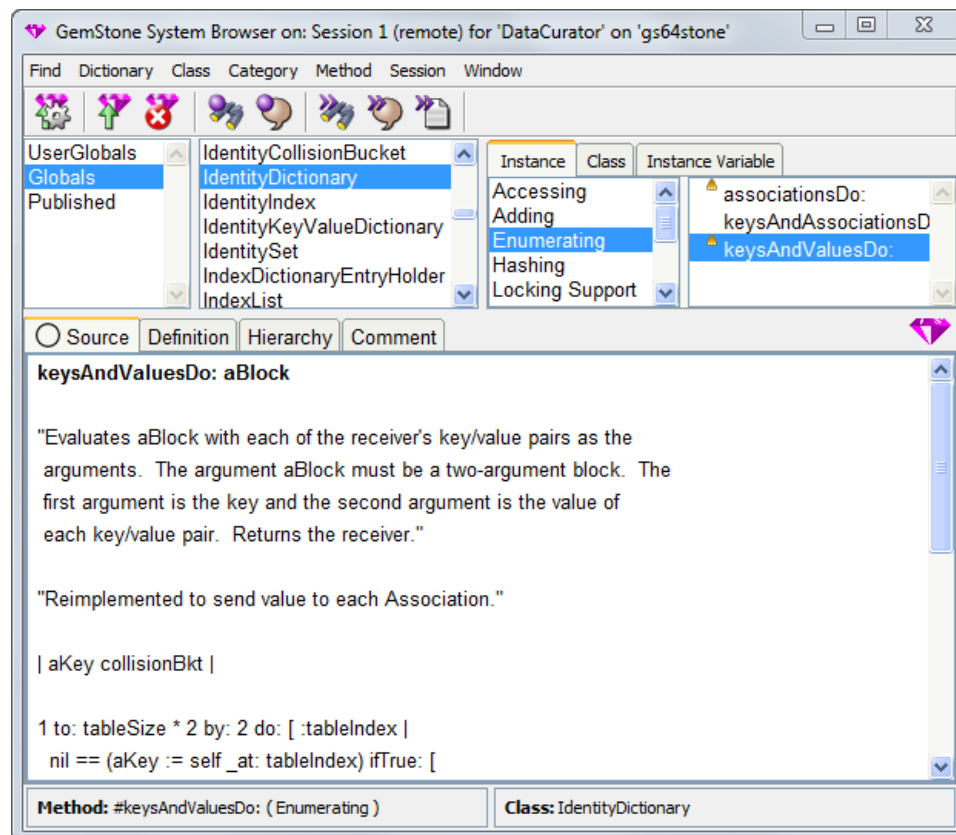 GemStone System Browser on: Session 1 (remote) for 'DataCurator' on 'gs64stone'
Find Dictionary Class Category Method Session Window
UserGlobals
Globals
Published
IdentityCollisionBucket
IdentityDictionary
IdentityIndex
IdentityKeyValueDictionary
IdentitySet
IndexDictionaryEntryHolder
IndexList
Instance Class Instance Variable
Accessing
Adding
Enumerating
Hashing
Locking Support
associationsDo:
keysAndAssociationsD
keysAndValuesDo:
Source Definition Hierarchy Comment
keysAndValuesDo: aBlock
"Evaluates aBlock with each of the receiver's key/value pairs as the
arguments. The argument aBlock must be a two-argument block. The
first argument is the key and the second argument is the value of
each key/value pair. Returns the receiver."
"Reimplemented to send value to each Association."
| aKey collisionBkt |
1 to: tableSize * 2 by: 2 do: [ :tableIndex |
nil == (aKey := self _at: tableIndex) ifTrue: [
Method: #keysAndValuesDo: ( Enumerating )
Class: IdentityDictionary